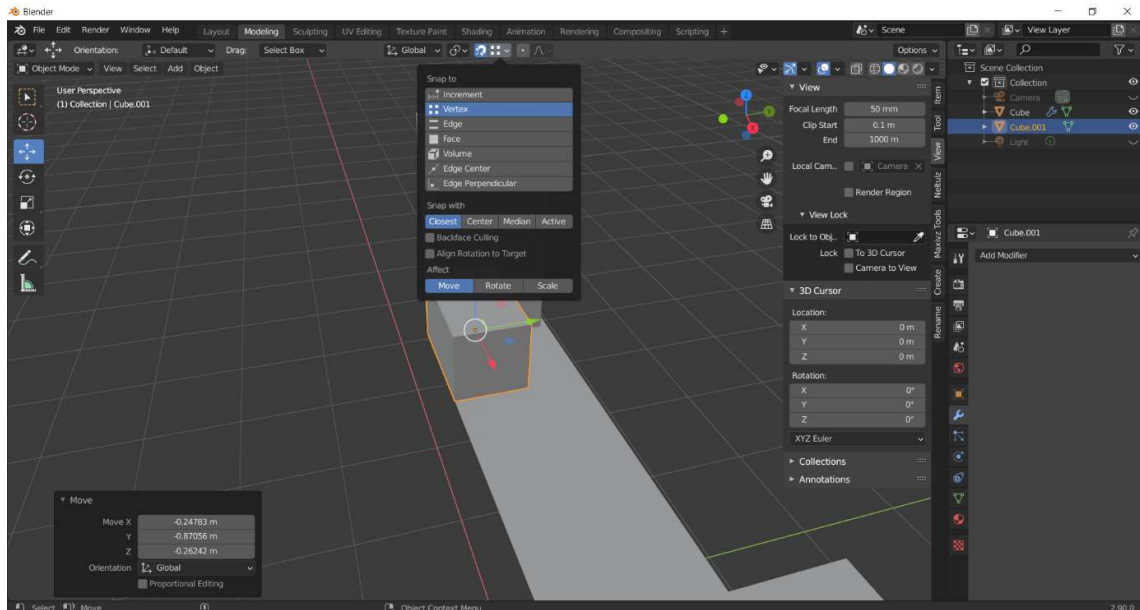 Blender
File Edit Render Window Help Layout Modeling Sculpting UV Editing Texture Paint Shading Animation Rendering Compositing Scripting + Scene View Layer
Orientation: Default Drag: Select Box Global Options
Object Mode View Select Add Object
User Perspective
(1) Collection | Cube.001
Snap to
Increment
Vertex
Edge
Face
Volume
Edge Center
Edge Perpendicular
Snap with
Closest Center Median Active
Backface Culling
Align Rotation to Target
Affect
Move Rotate Scale
Z
Y
X
View
Focal Length 50 mm
Clip Start 0.1 m
End 1000 m
Local Cam... Camera
Render Region
View Lock
Lock to Obj...
Lock To 3D Cursor
Camera to View
3D Cursor
Location:
X 0 m
Y 0 m
Z 0 m
Rotation:
X 0°
Y 0°
Z 0°
XYZ Euler
Collections
Annotations
Item
Tool
View
Neltulz
Maxivz Tools
Create
Rename
Scene Collection
Collection
Camera
Cube
Cube.001
Light
Cube.001
Add Modifier
Move
Move X -0.24783 m
Y -0.87056 m
Z -0.26242 m
Orientation Global
Proportional Editing
Select Move Object Context Menu 2.90.0